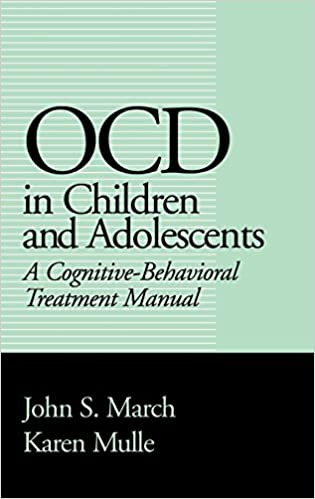 OCD
in Children
and Adolescents
A Cognitive-Behavioral
Treatment Manual
John S. March
Karen Mulle